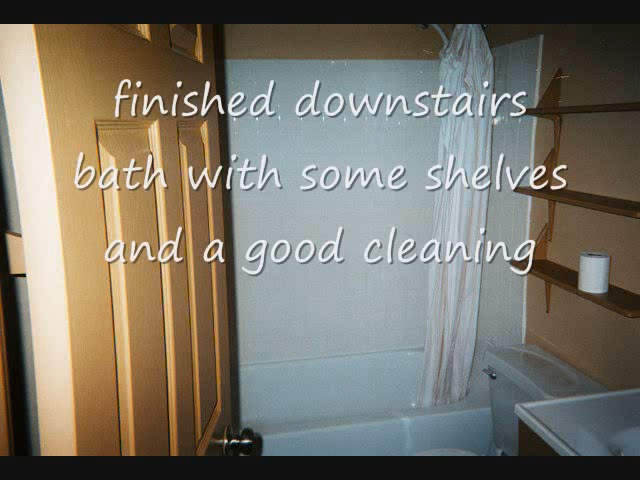 finished downstairs
bath with some shelves
and a good cleaning